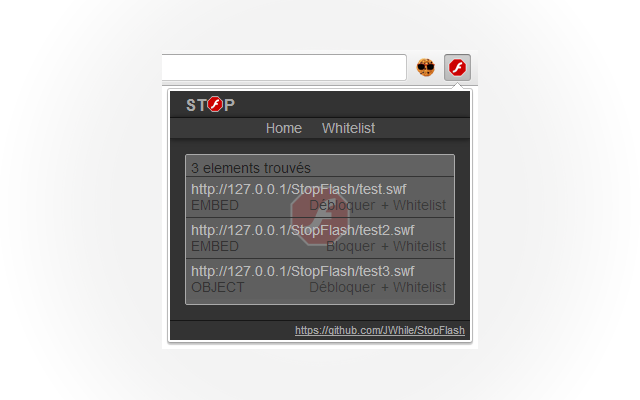 STOP
Home Whitelist
3 elements trouvés
http://127.0.0.1/StopFlash/test.swf
EMBED Débloquer + Whitelist
http://127.0.0.1/StopFlash/test2.swf
EMBED Bloquer + Whitelist
http://127.0.0.1/StopFlash/test3.swf
OBJECT Débloquer + Whitelist
https://github.com/JWhile/StopFlash